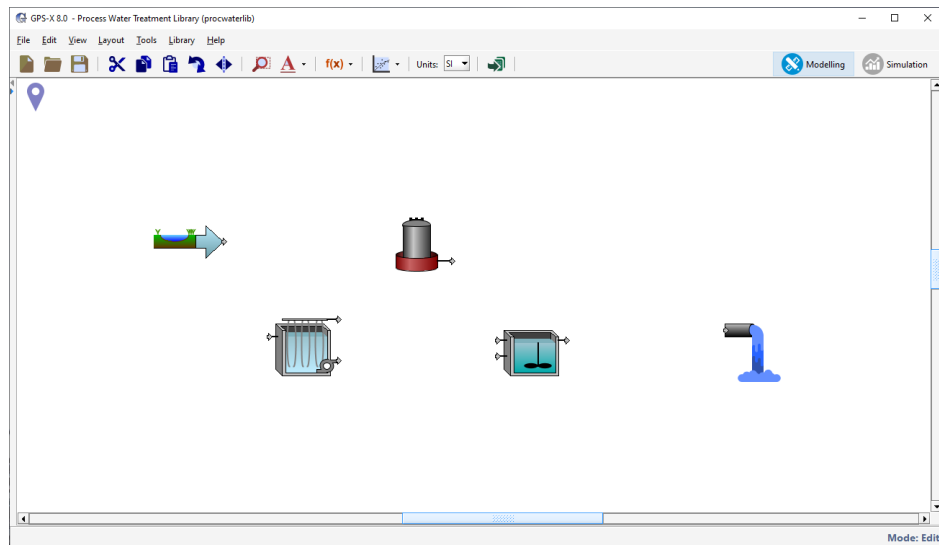 GPS-X 8.0 - Process Water Treatment Library (procwaterlib)
File Edit View Layout Tools Library Help
A f(x) Units: SI Modelling Simulation
Mode: Edit